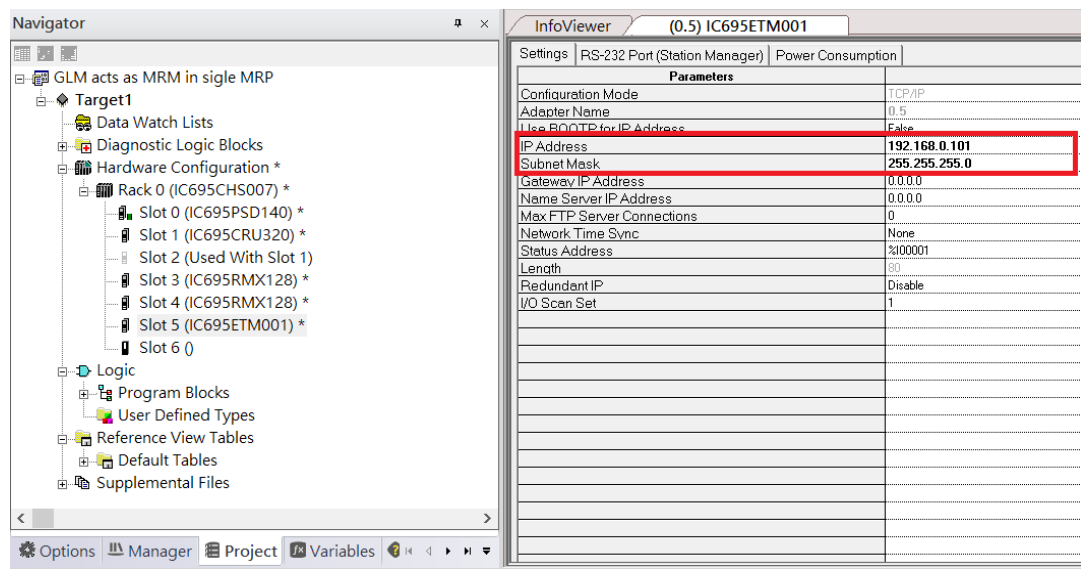 Navigator
GLM acts as MRM in sigle MRP
Target1
Data Watch Lists
Diagnostic Logic Blocks
Hardware Configuration *
Rack 0 (IC695CHS007) *
Slot 0 (IC695PSD140) *
Slot 1 (IC695CRU320) *
Slot 2 (Used With Slot 1)
Slot 3 (IC695RMX128) *
Slot 4 (IC695RMX128) *
Slot 5 (IC695ETM001) *
Slot 6 ()
Logic
Program Blocks
User Defined Types
Reference View Tables
Default Tables
Supplemental Files
Options Manager Project Variables
InfoViewer (0.5) IC695ETM001
Settings RS-232 Port (Station Manager) Power Consumption
Parameters
Configuration Mode TCP/IP
Adapter Name 0.5
Use BOOTP for IP Address False
IP Address 192.168.0.101
Subnet Mask 255.255.255.0
Gateway IP Address 0.0.0.0
Name Server IP Address 0.0.0.0
Max FTP Server Connections 0
Network Time Sync None
Status Address %I00001
Length 80
Redundant IP Disable
I/O Scan Set 1